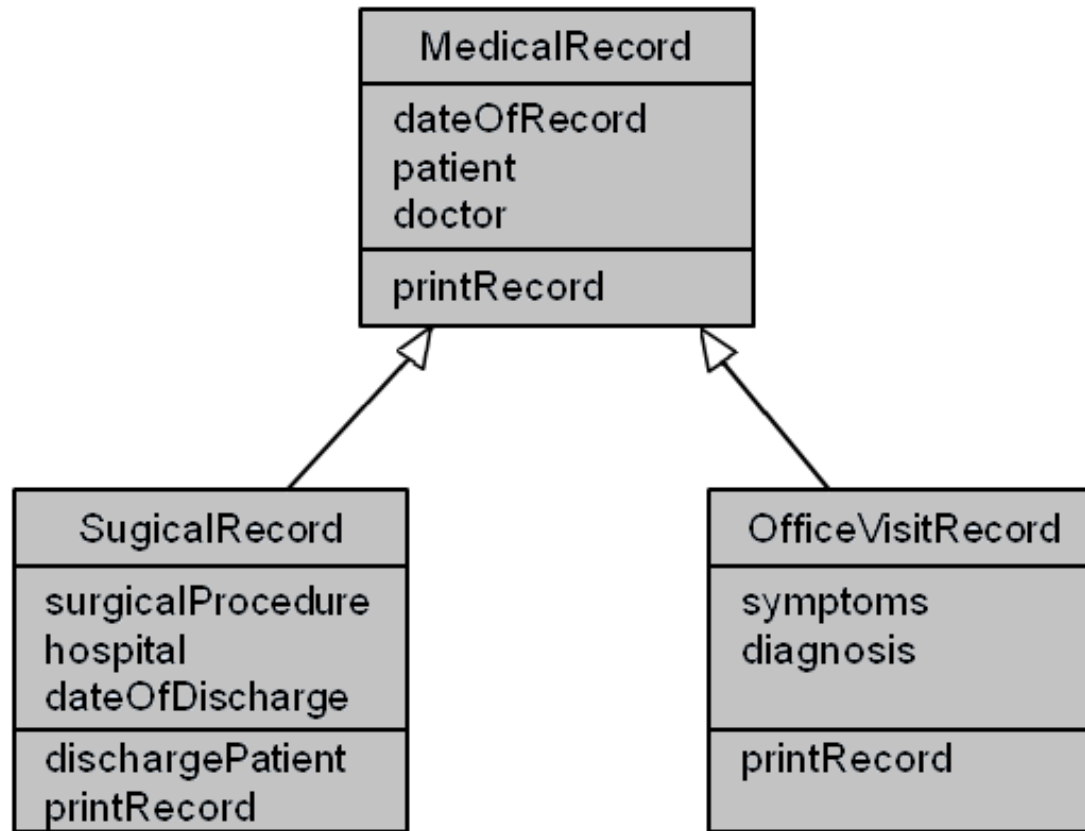 MedicalRecord
dateOfRecord
patient
doctor
printRecord
SugicalRecord
surgicalProcedure
hospital
dateOfDischarge
dischargePatient
printRecord
OfficeVisitRecord
symptoms
diagnosis
printRecord